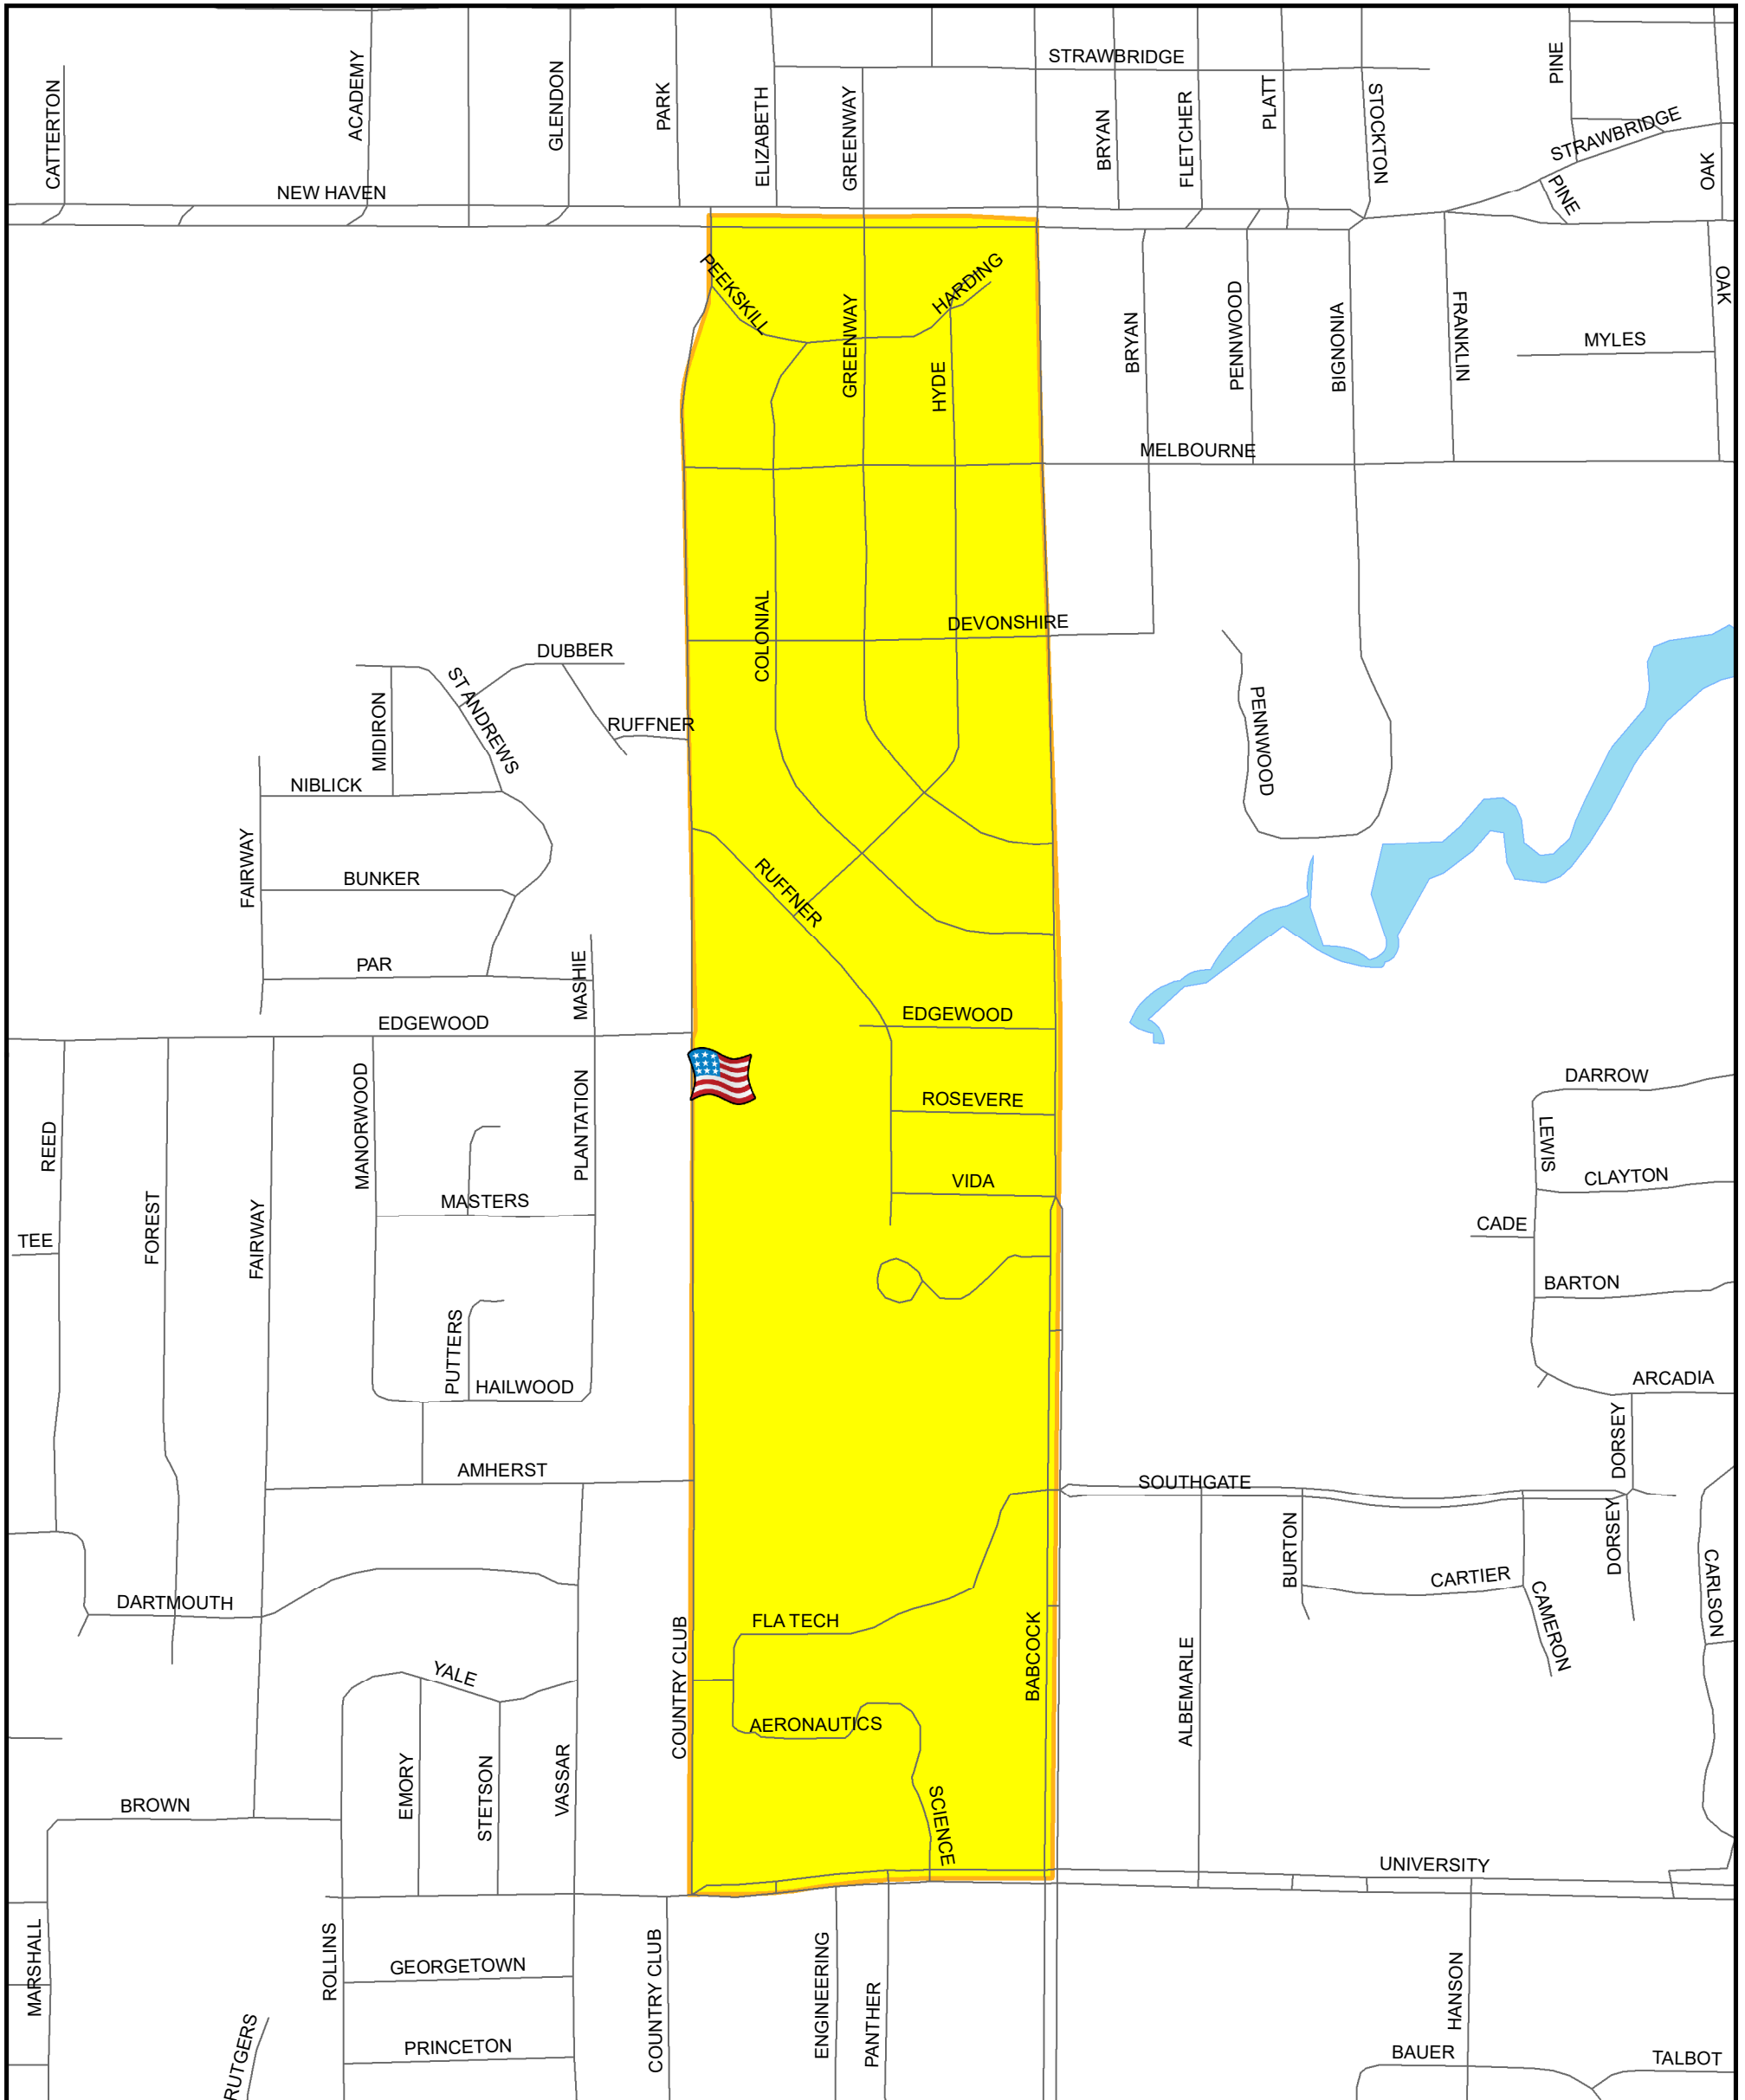 STRAWBRIDGE
PINE
ACADEMY
GLENDON
CATTERTON
PARK
ELIZABETH
GREENWAY
BRYAN
FLETCHER
PLATT
STOCKTON
STRAWBRIDGE
OAK
PINE
NEW HAVEN
PEEKSKILL
HARDING
GREENWAY
HYDE
BRYAN
PENNWOOD
BIGNONIA
FRANKLIN
OAK
MYLES
MELBOURNE
COLONIAL
DEVONSHIRE
DUBBER
ST ANDREWS
MIDIRON
RUFFNER
PENNWOOD
NIBLICK
FAIRWAY
BUNKER
RUFFNER
PAR
MASHIE
EDGEWOOD
EDGEWOOD
DARROW
REED
MANORWOOD
PLANTATION
ROSEVERE
LEWIS
CLAYTON
FOREST
FAIRWAY
MASTERS
VIDA
CADE
TEE
BARTON
PUTTERS
HAILWOOD
ARCADIA
DORSEY
AMHERST
SOUTHGATE
BURTON
DORSEY
CARLSON
CARTIER
CAMERON
DARTMOUTH
FLA TECH
COUNTRY CLUB
BABCOCK
ALBEMARLE
YALE
AERONAUTICS
EMORY
STETSON
VASSAR
BROWN
SCIENCE
UNIVERSITY
MARSHALL
ROLLINS
GEORGETOWN
COUNTRY CLUB
ENGINEERING
PANTHER
HANSON
RUTGERS
PRINCETON
BAUER
TALBOT